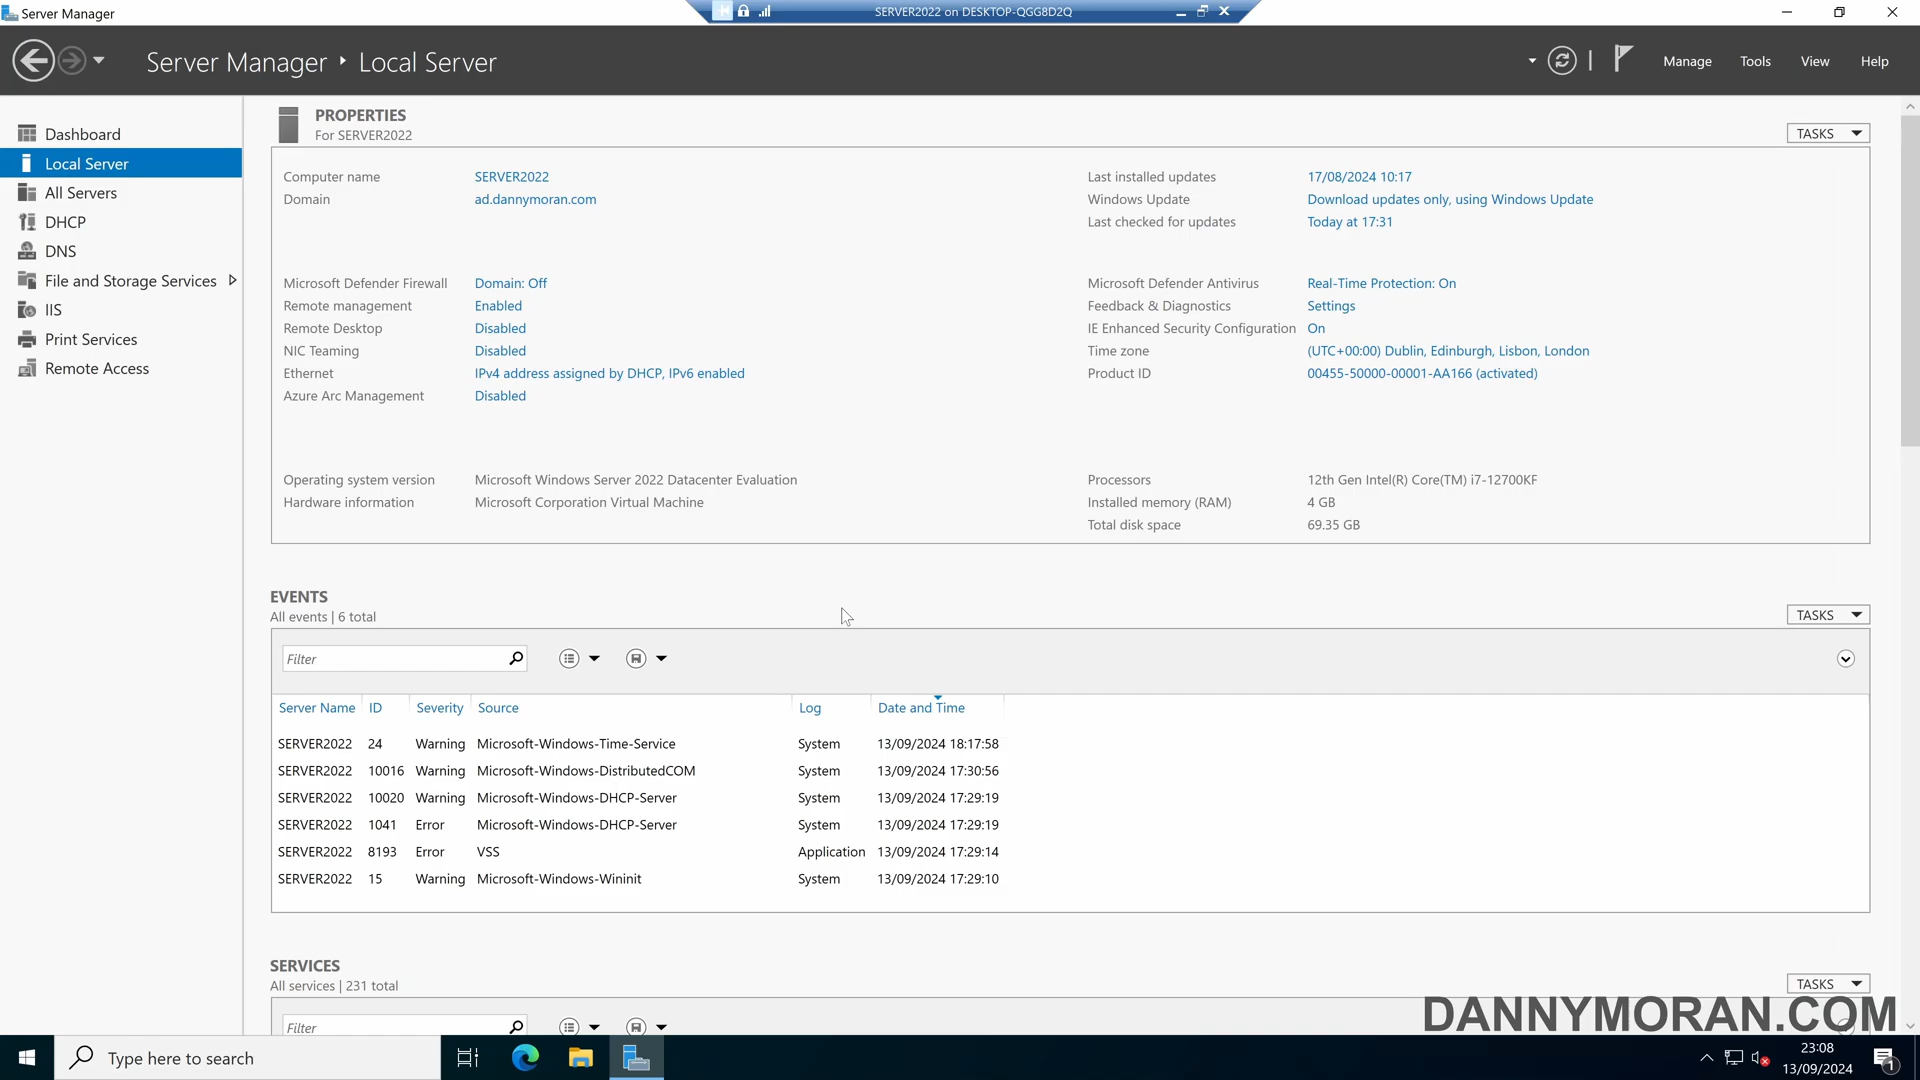 Server Manager
SERVER2022 on DESKTOP-QGG8D2Q
Server Manager
Local Server
Manage
Tools
View
Help
Dashboard
Local Server
All Servers
DHCP
DNS
File and Storage Services
IIS
Print Services
Remote Access
PROPERTIES
For SERVER2022
TASKS
Computer name SERVER2022
Domain ad.dannymoran.com
Last installed updates 17/08/2024 10:17
Windows Update Download updates only, using Windows Update
Last checked for updates Today at 17:31
Microsoft Defender Firewall Domain: Off
Remote management Enabled
Remote Desktop Disabled
NIC Teaming Disabled
Ethernet IPv4 address assigned by DHCP, IPv6 enabled
Azure Arc Management Disabled
Microsoft Defender Antivirus Real-Time Protection: On
Feedback & Diagnostics Settings
IE Enhanced Security Configuration On
Time zone (UTC+00:00) Dublin, Edinburgh, Lisbon, London
Product ID 00455-50000-00001-AA166 (activated)
Operating system version Microsoft Windows Server 2022 Datacenter Evaluation
Hardware information Microsoft Corporation Virtual Machine
Processors 12th Gen Intel(R) Core(TM) i7-12700KF
Installed memory (RAM) 4 GB
Total disk space 69.35 GB
EVENTS
All events | 6 total
TASKS
Filter
Server Name ID Severity Source Log Date and Time
SERVER2022 24 Warning Microsoft-Windows-Time-Service System 13/09/2024 18:17:58
SERVER2022 10016 Warning Microsoft-Windows-DistributedCOM System 13/09/2024 17:30:56
SERVER2022 10020 Warning Microsoft-Windows-DHCP-Server System 13/09/2024 17:29:19
SERVER2022 1041 Error Microsoft-Windows-DHCP-Server System 13/09/2024 17:29:19
SERVER2022 8193 Error VSS Application 13/09/2024 17:29:14
SERVER2022 15 Warning Microsoft-Windows-Wininit System 13/09/2024 17:29:10
SERVICES
All services | 231 total
TASKS
Filter
DANNYMORAN.COM
Type here to search
23:08
13/09/2024
1